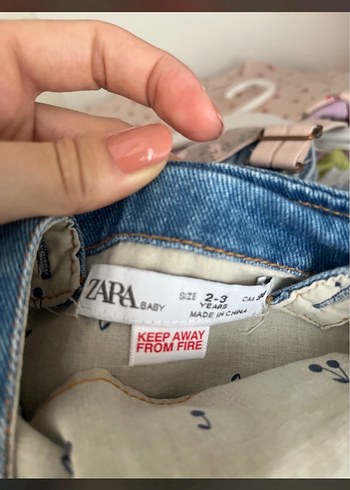 ZARA BABY
SIZE 2-3 YEARS
MADE IN CHINA
KEEP AWAY
FROM FIRE